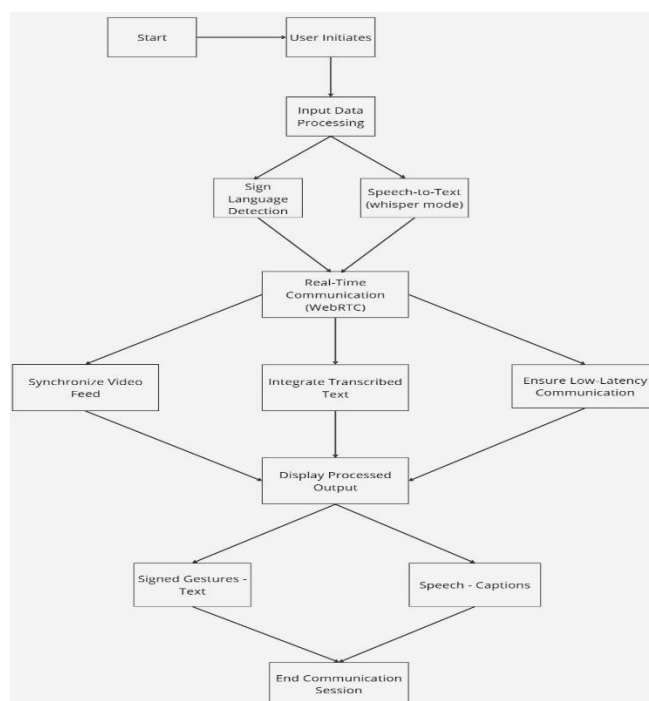 Start
User Initiates
Input Data
Processing
Sign
Language
Detection
Speech-to-Text
(whisper mode)
Real-Time
Communication
(WebRTC)
Synchronize Video
Feed
Integrate Transcribed
Text
Ensure Low-Latency
Communication
Display Processed
Output
Signed Gestures -
Text
Speech - Captions
End Communication
Session